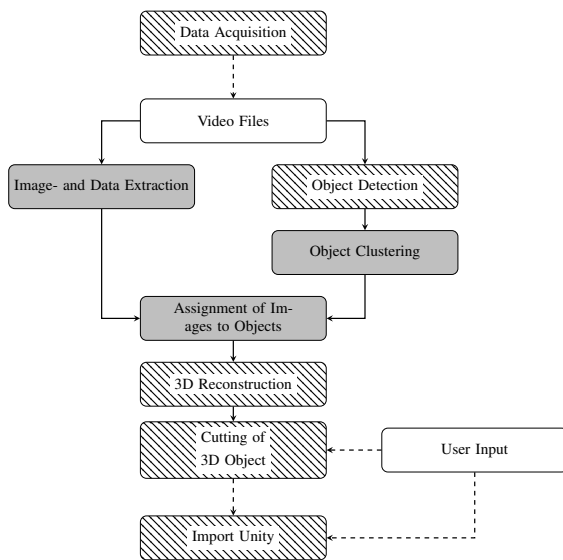 Data Acquisition
Video Files
Image- and Data Extraction
Object Detection
Object Clustering
Assignment of Im-
ages to Objects
3D Reconstruction
Cutting of
3D Object
User Input
Import Unity